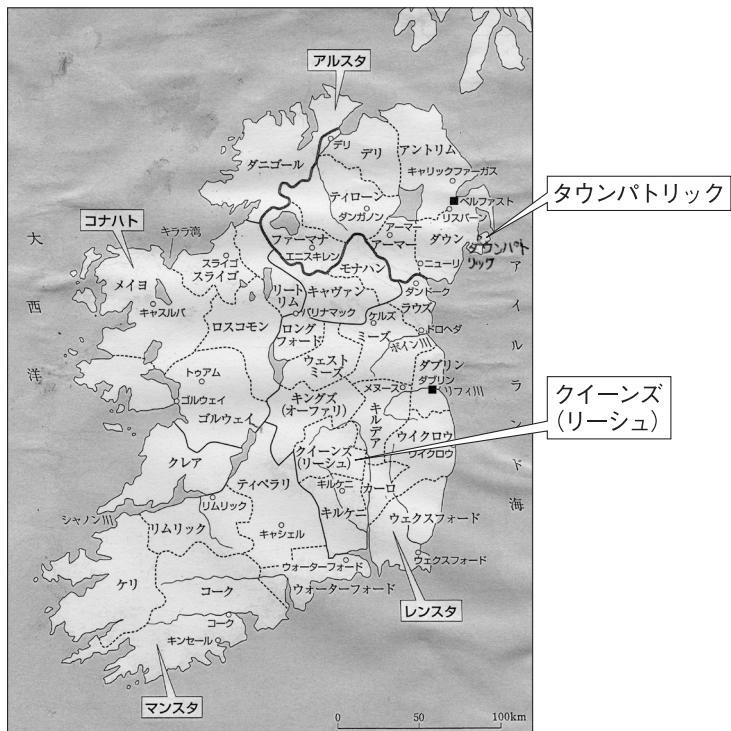 アルスタ
デリ
デリ
アントリム
キャリックファーガス
ダニゴール
ティローン
ダンガノン
ベルファスト
リスバーン
タウンパトリック
コナハト
キララ湾
アーマー
アーマー
ダウン
ダウンパト
リック
ファーマナ
エニスキレン
モナハン
ニューリ
スライゴ
スライゴ
メイヨ
キャスルバ
リート
リム
キャヴァン
バリナマック
ダンドーク
ラウズ
ケルズ
ドロヘダ
ロスコモン
ロング
フォード
ミーズ
ボイン川
ウェスト
ミーズ
ダブリン
ダブリン
リフィ川
メヌース
トゥアム
ゴルウェイ
ゴルウェイ
キングズ
(オーファリ)
キルデア
クイーンズ
(リーシュ)
ウイクロウ
ウイクロウ
クイーンズ
(リーシュ)
クレア
ティペラリ
キルケニ
キルケニ
カーロ
シャノン川
リムリック
リムリック
キャシェル
ウェクスフォード
ウェクスフォード
ウォーターフォード
ウォーターフォード
レンスタ
ケリ
コーク
コーク
キンセール
マンスタ
大西洋
アイルランド海
0 50 100km